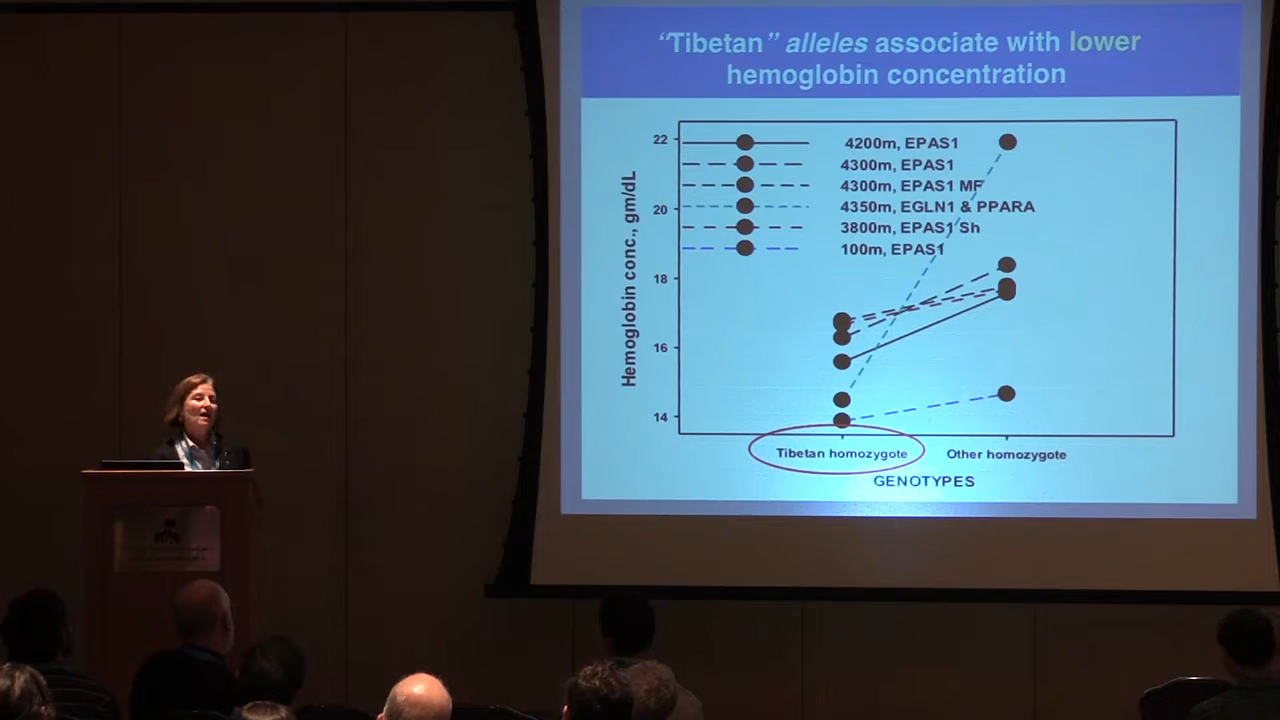 “Tibetan” alleles associate with lower
hemoglobin concentration
22
20
18
16
14
Hemoglobin conc., gm/dL
4200m, EPAS1
4300m, EPAS1
4300m, EPAS1 MF
4350m, EGLN1 & PPARA
3800m, EPAS1 Sh
100m, EPAS1
Tibetan homozygote
Other homozygote
GENOTYPES